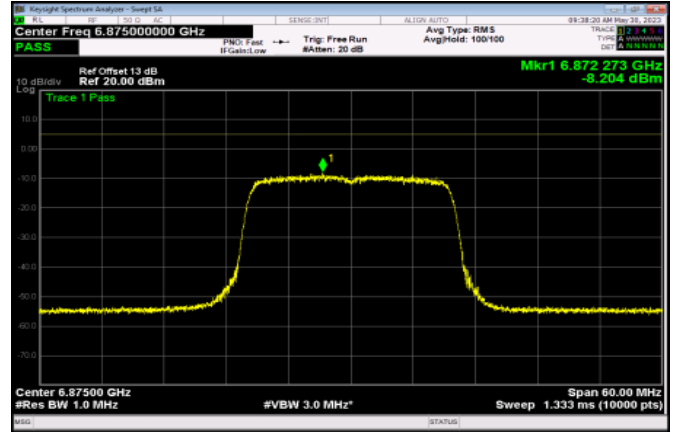 Keysight Spectrum Analyzer - Swept SA
RL RF 50 Ω AC SENSE:INT ALIGN AUTO 09:38:20 AM May 30, 2023
Center Freq 6.875000000 GHz
PNO: Fast
IFGain:Low
Trig: Free Run
#Atten: 20 dB
Avg Type: RMS
Avg|Hold: 100/100
TRACE 1 2 3 4 5 6
TYPE A WWWWW
DET A N N N N N
PASS
Ref Offset 13 dB
Ref 20.00 dBm
10 dB/div
Log
Mkr1 6.872 273 GHz
-8.204 dBm
Trace 1 Pass
10.0
0.00
1
-10.0
-20.0
-30.0
-40.0
-50.0
-60.0
-70.0
Center 6.87500 GHz Span 60.00 MHz
#Res BW 1.0 MHz #VBW 3.0 MHz* Sweep 1.333 ms (10000 pts)
MSG STATUS